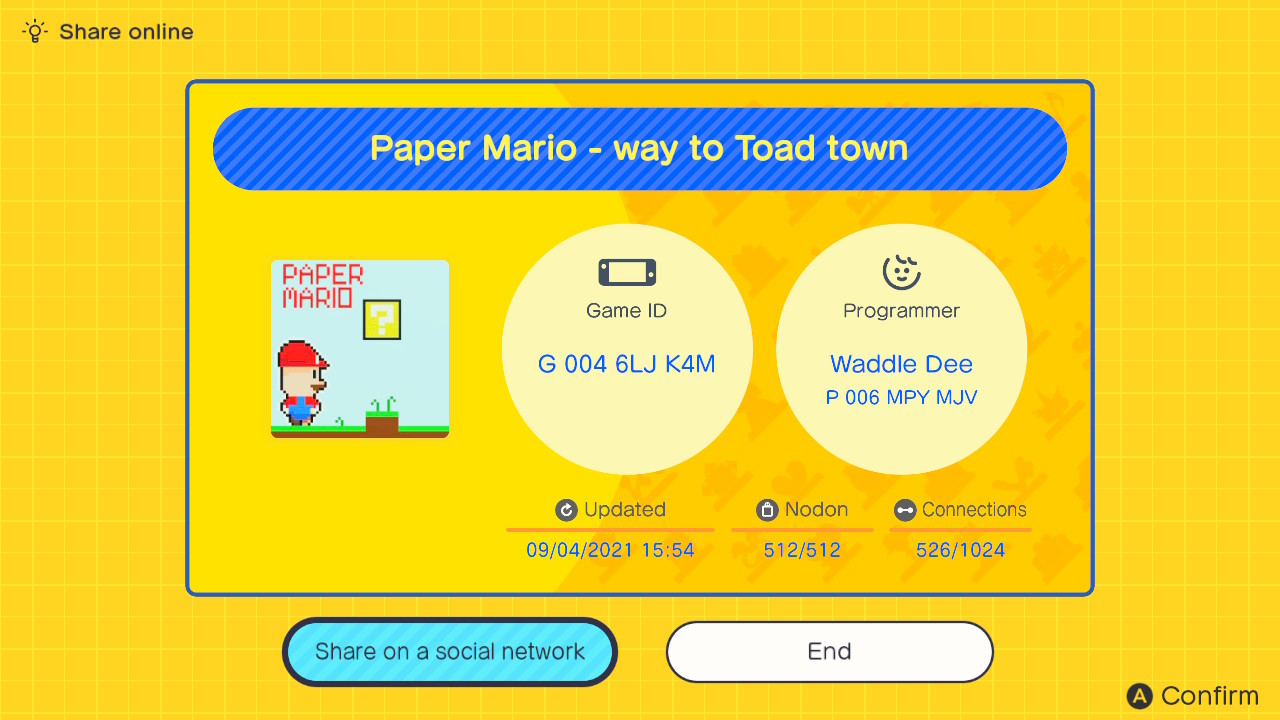 Share online
Paper Mario - way to Toad town
PAPER
MARIO
?
Game ID
G 004 6LJ K4M
Programmer
Waddle Dee
P 006 MPY MJV
Updated
09/04/2021 15:54
Nodon
512/512
Connections
526/1024
Share on a social network
End
A Confirm